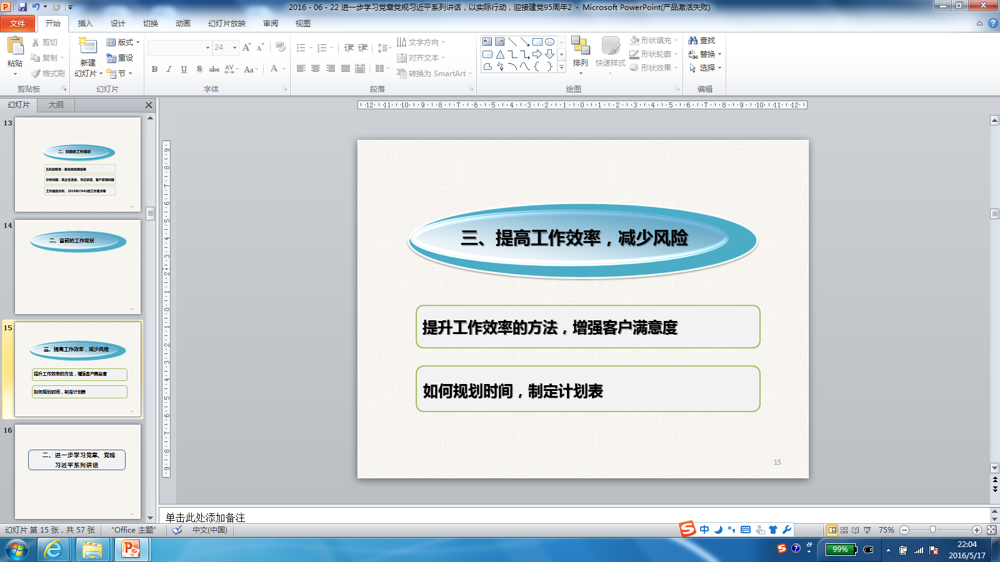 2016 - 06 - 22 进一步学习党章党规习近平系列讲话，以实际行动，迎接建党95周年2 - Microsoft PowerPoint(产品激活失败)
文件 开始 插入 设计 切换 动画 幻灯片放映 审阅 视图
粘贴 剪切 复制 格式刷
剪贴板
新建
幻灯片 版式 重设 节
幻灯片
24
B I U S abc AV Aa A
字体
文字方向
对齐文本
转换为 SmartArt
段落
排列 快速样式
形状填充
形状轮廓
形状效果
绘图
查找
替换
选择
编辑
幻灯片 大纲
13
二、目前的工作现状
五处的职责：新业务的增加等
分析问题：民主生活会、书记谈话、客户反馈问题
工作量的分析、2016年CNAS的工作重点等
14
二、目前的工作现状
15
三、提高工作效率，减少风险
提升工作效率的方法，增强客户满意度
如何规划时间，制定计划表
16
二、进一步学习党章、党规
习近平系列讲话
三、提高工作效率，减少风险
提升工作效率的方法，增强客户满意度
如何规划时间，制定计划表
15
单击此处添加备注
幻灯片 第 15 张，共 57 张 "Office 主题" 中文(中国) 中 75%
99%
22:04
2016/5/17